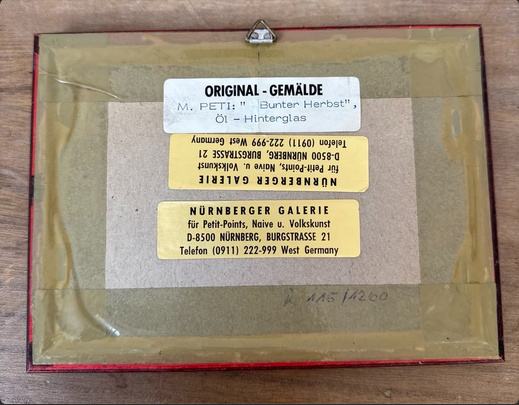 ORIGINAL - GEMÄLDE
M. PETI: " Bunter Herbst",
Öl - Hinterglas
NÜRNBERGER GALERIE
für Petit-Points, Naive u. Volkskunst
D-8500 NÜRNBERG, BURGSTRASSE 21
Telefon (0911) 222-999 West Germany
NÜRNBERGER GALERIE
für Petit-Points, Naive u. Volkskunst
D-8500 NÜRNBERG, BURGSTRASSE 21
Telefon (0911) 222-999 West Germany